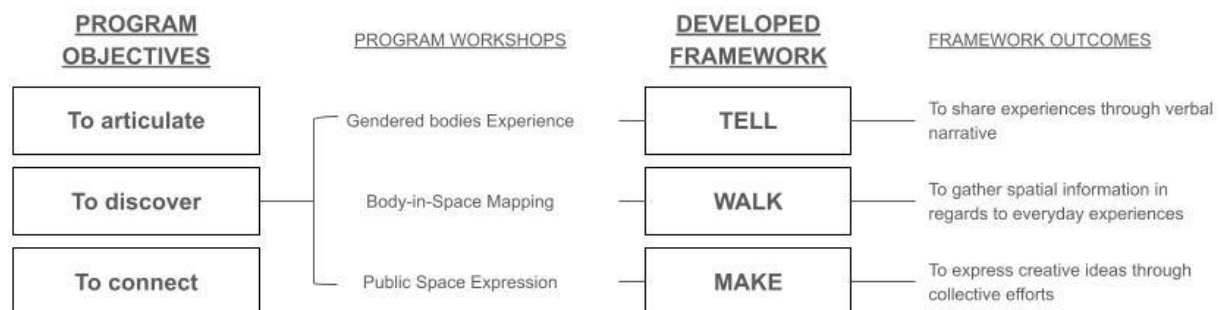 PROGRAM
OBJECTIVES
PROGRAM WORKSHOPS
DEVELOPED
FRAMEWORK
FRAMEWORK OUTCOMES
To articulate
Gendered bodies Experience
TELL
To share experiences through verbal
narrative
To discover
Body-in-Space Mapping
WALK
To gather spatial information in
regards to everyday experiences
To connect
Public Space Expression
MAKE
To express creative ideas through
collective efforts